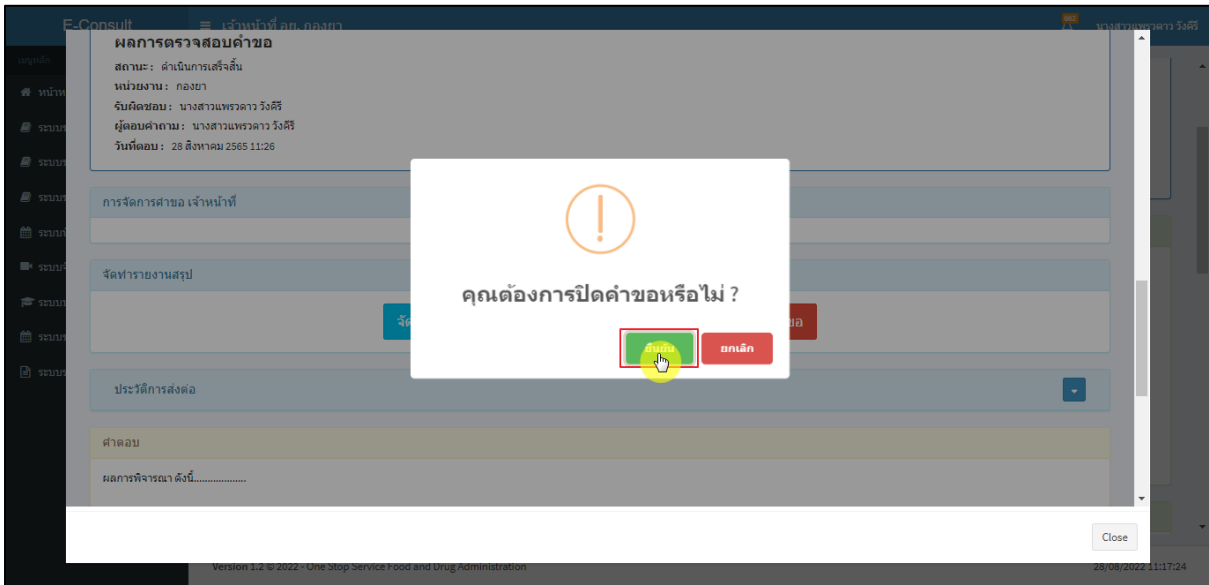 E-Consult
เจ้าหน้าที่ อย. กองยา
นางสาวแพรวดาว วังคีรี
เมนูหลัก
ผลการตรวจสอบคำขอ
สถานะ : ดำเนินการเสร็จสิ้น
หน่วยงาน : กองยา
รับผิดชอบ : นางสาวแพรวดาว วังคีรี
ผู้ตอบคำถาม : นางสาวแพรวดาว วังคีรี
วันที่ตอบ : 28 สิงหาคม 2565 11:26
การจัดการคำขอ เจ้าหน้าที่
จัดทำรายงานสรุป
คุณต้องการปิดคำขอหรือไม่ ?
ยืนยัน
ยกเลิก
ประวัติการส่งต่อ
คำตอบ
ผลการพิจารณา ดังนี้..................
Close
Version 1.2 © 2022 - One Stop Service Food and Drug Administration
28/08/2022 11:17:24